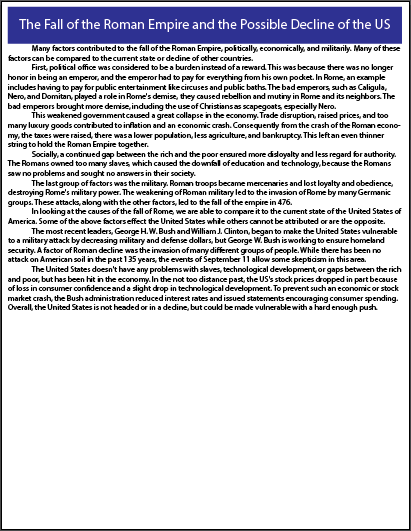 The Fall of the Roman Empire and the Possible Decline of the US
Many factors contributed to the fall of the Roman Empire, politically, economically, and militarily. Many of these
factors can be compared to the current state or decline of other countries.
First, political office was considered to be a burden instead of a reward. This was because there was no longer
honor in being an emperor, and the emperor had to pay for everything from his own pocket. In Rome, an example
includes having to pay for public entertainment like circuses and public baths. The bad emperors, such as Caligula,
Nero, and Domitan, played a role in Rome's demise, they caused rebellion and mutiny in Rome and its neighbors. The
bad emperors brought more demise, including the use of Christians as scapegoats, especially Nero.
This weakened government caused a great collapse in the economy. Trade disruption, raised prices, and too
many luxury goods contributed to inflation and an economic crash. Consequently from the crash of the Roman econo-
my, the taxes were raised, there was a lower population, less agriculture, and bankruptcy. This left an even thinner
string to hold the Roman Empire together.
Socially, a continued gap between the rich and the poor ensured more disloyalty and less regard for authority.
The Romans owned too many slaves, which caused the downfall of education and technology, because the Romans
saw no problems and sought no answers in their society.
The last group of factors was the military. Roman troops became mercenaries and lost loyalty and obedience,
destroying Rome's military power. The weakening of Roman military led to the invasion of Rome by many Germanic
groups. These attacks, along with the other factors, led to the fall of the empire in 476.
In looking at the causes of the fall of Rome, we are able to compare it to the current state of the United States of
America. Some of the above factors effect the United States while others cannot be attributed or are the opposite.
The most recent leaders, George H. W. Bush and William J. Clinton, began to make the United States vulnerable
to a military attack by decreasing military and defense dollars, but George W. Bush is working to ensure homeland
security. A factor of Roman decline was the invasion of many different groups of people. While there has been no
attack on American soil in the past 135 years, the events of September 11 allow some skepticism in this area.
The United States doesn't have any problems with slaves, technological development, or gaps between the rich
and poor, but has been hit in the economy. In the not too distance past, the US's stock prices dropped in part because
of loss in consumer confidence and a slight drop in technological development. To prevent such an economic or stock
market crash, the Bush administration reduced interest rates and issued statements encouraging consumer spending.
Overall, the United States is not headed or in a decline, but could be made vulnerable with a hard enough push.